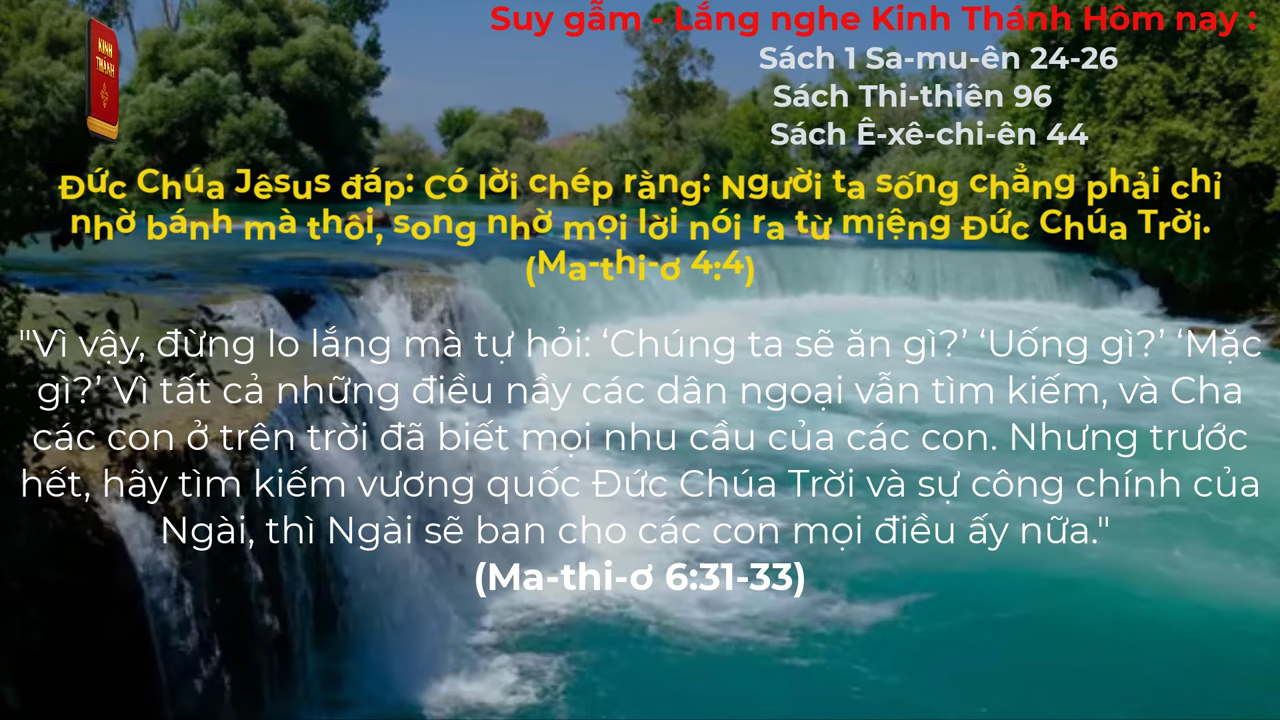 KINH
THÁNH
Suy gẫm - Lắng nghe Kinh Thánh Hôm nay :
Sách 1 Sa-mu-ên 24-26
Sách Thi-thiên 96
Sách Ê-xê-chi-ên 44
Đức Chúa Jêsus đáp: Có lời chép rằng: Người ta sống chẳng phải chỉ
nhờ bánh mà thôi, song nhờ mọi lời nói ra từ miệng Đức Chúa Trời.
(Ma-thi-ơ 4:4)
"Vì vậy, đừng lo lắng mà tự hỏi: ‘Chúng ta sẽ ăn gì?’ ‘Uống gì?’ ‘Mặc
gì?’ Vì tất cả những điều nầy các dân ngoại vẫn tìm kiếm, và Cha
các con ở trên trời đã biết mọi nhu cầu của các con. Nhưng trước
hết, hãy tìm kiếm vương quốc Đức Chúa Trời và sự công chính của
Ngài, thì Ngài sẽ ban cho các con mọi điều ấy nữa."
(Ma-thi-ơ 6:31-33)